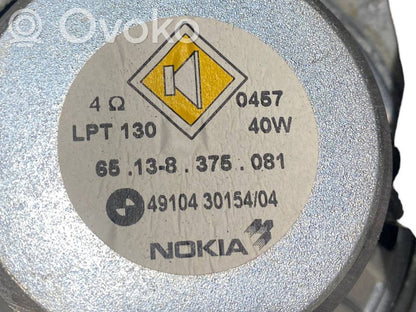 © Ovoko
4 Ω 0457
LPT 130 40W
65.13-8.375.081
49104 30154/04
NOKIA